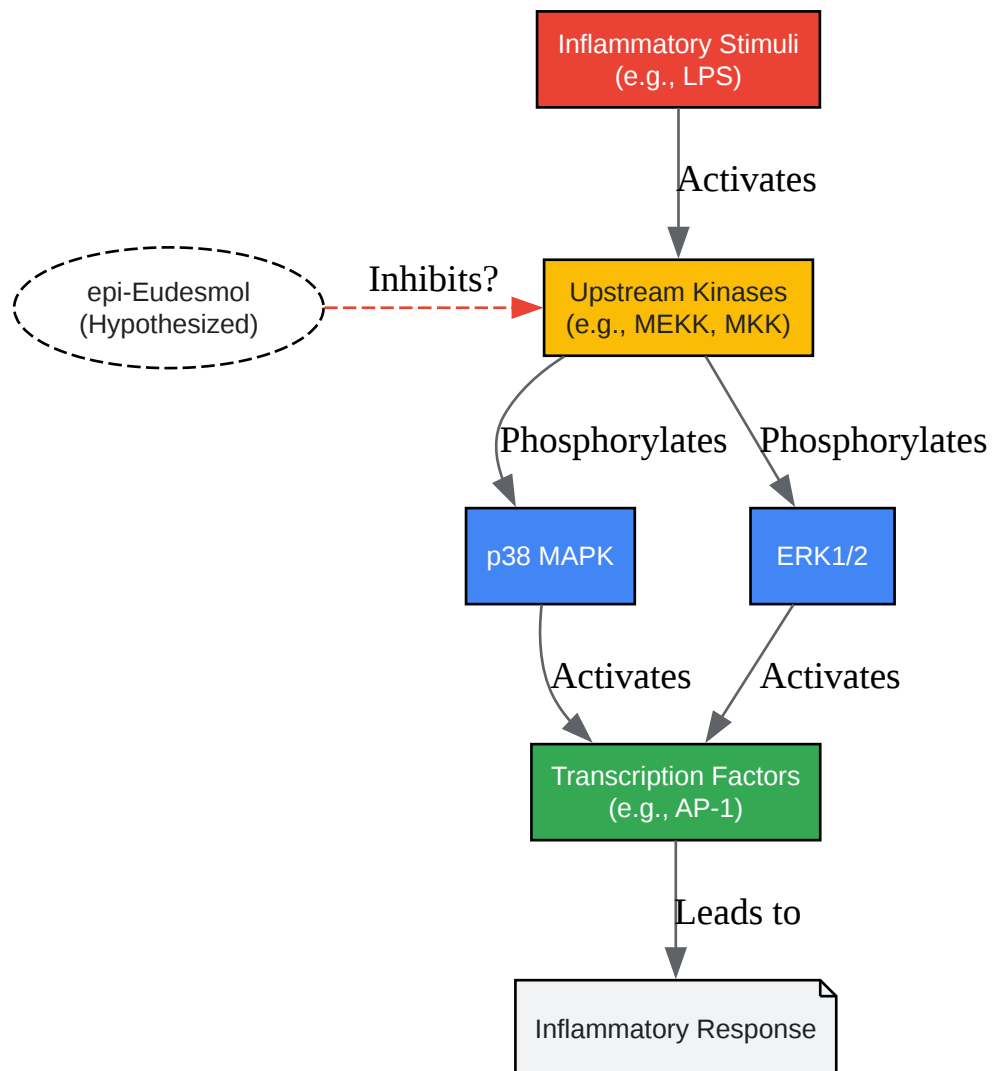 Inflammatory Stimuli
(e.g., LPS)
Activates
epi-Eudesmol
(Hypothesized)
Inhibits?
Upstream Kinases
(e.g., MEKK, MKK)
Phosphorylates
Phosphorylates
p38 MAPK
ERK1/2
Activates
Activates
Transcription Factors
(e.g., AP-1)
Leads to
Inflammatory Response